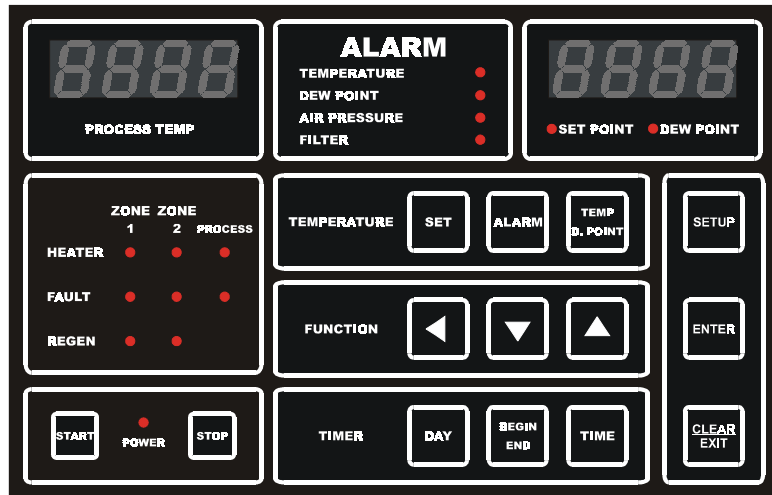 8888
PROCESS TEMP
ALARM
TEMPERATURE
DEW POINT
AIR PRESSURE
FILTER
8888
SET POINT DEW POINT
ZONE ZONE
1 2 PROCESS
HEATER
FAULT
REGEN
START
POWER
STOP
TEMPERATURE
SET
ALARM
TEMP
D. POINT
FUNCTION
TIMER
DAY
BEGIN
END
TIME
SETUP
ENTER
CLEAR
EXIT